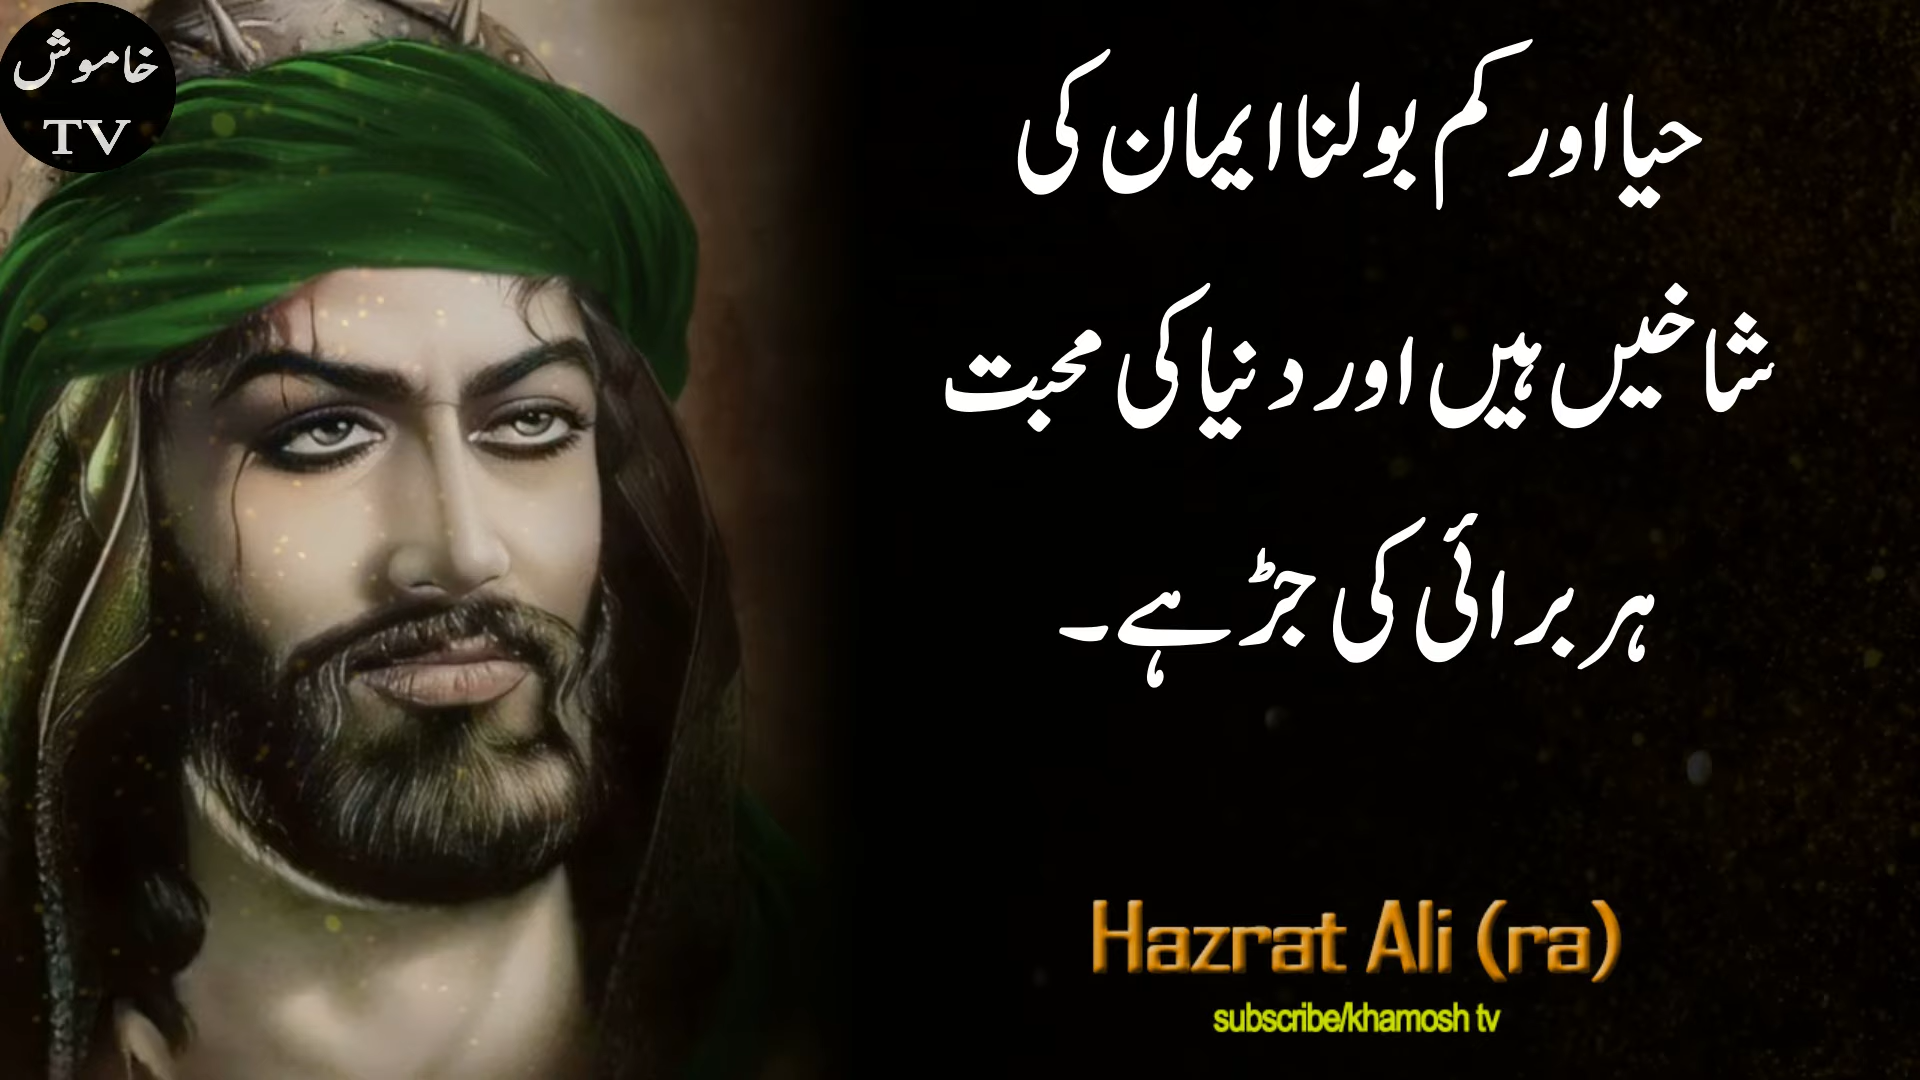 خاموش
TV
حیا اور کم بولنا ایمان کی
شاخیں ہیں اور دنیا کی محبت
ہر برائی کی جڑ ہے۔
Hazrat Ali (ra)
subscribe/khamosh tv